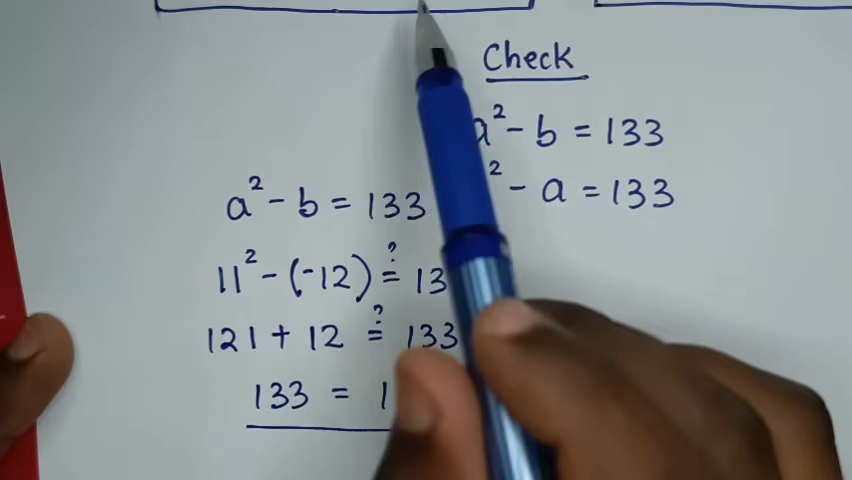 Check
a² - b = 133
² - a = 133
a² - b = 133
11² - (-12) ≟ 13
121 + 12 ≟ 133
133 = 1